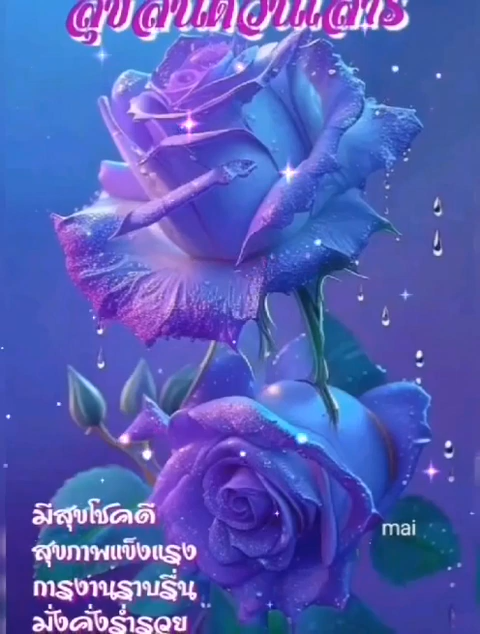 สุขสันต์วันเสาร์
มีสุขโชคดี
สุขภาพแข็งแรง
การงานราบรื่น
มั่งคั่งร่ำรวย
mai